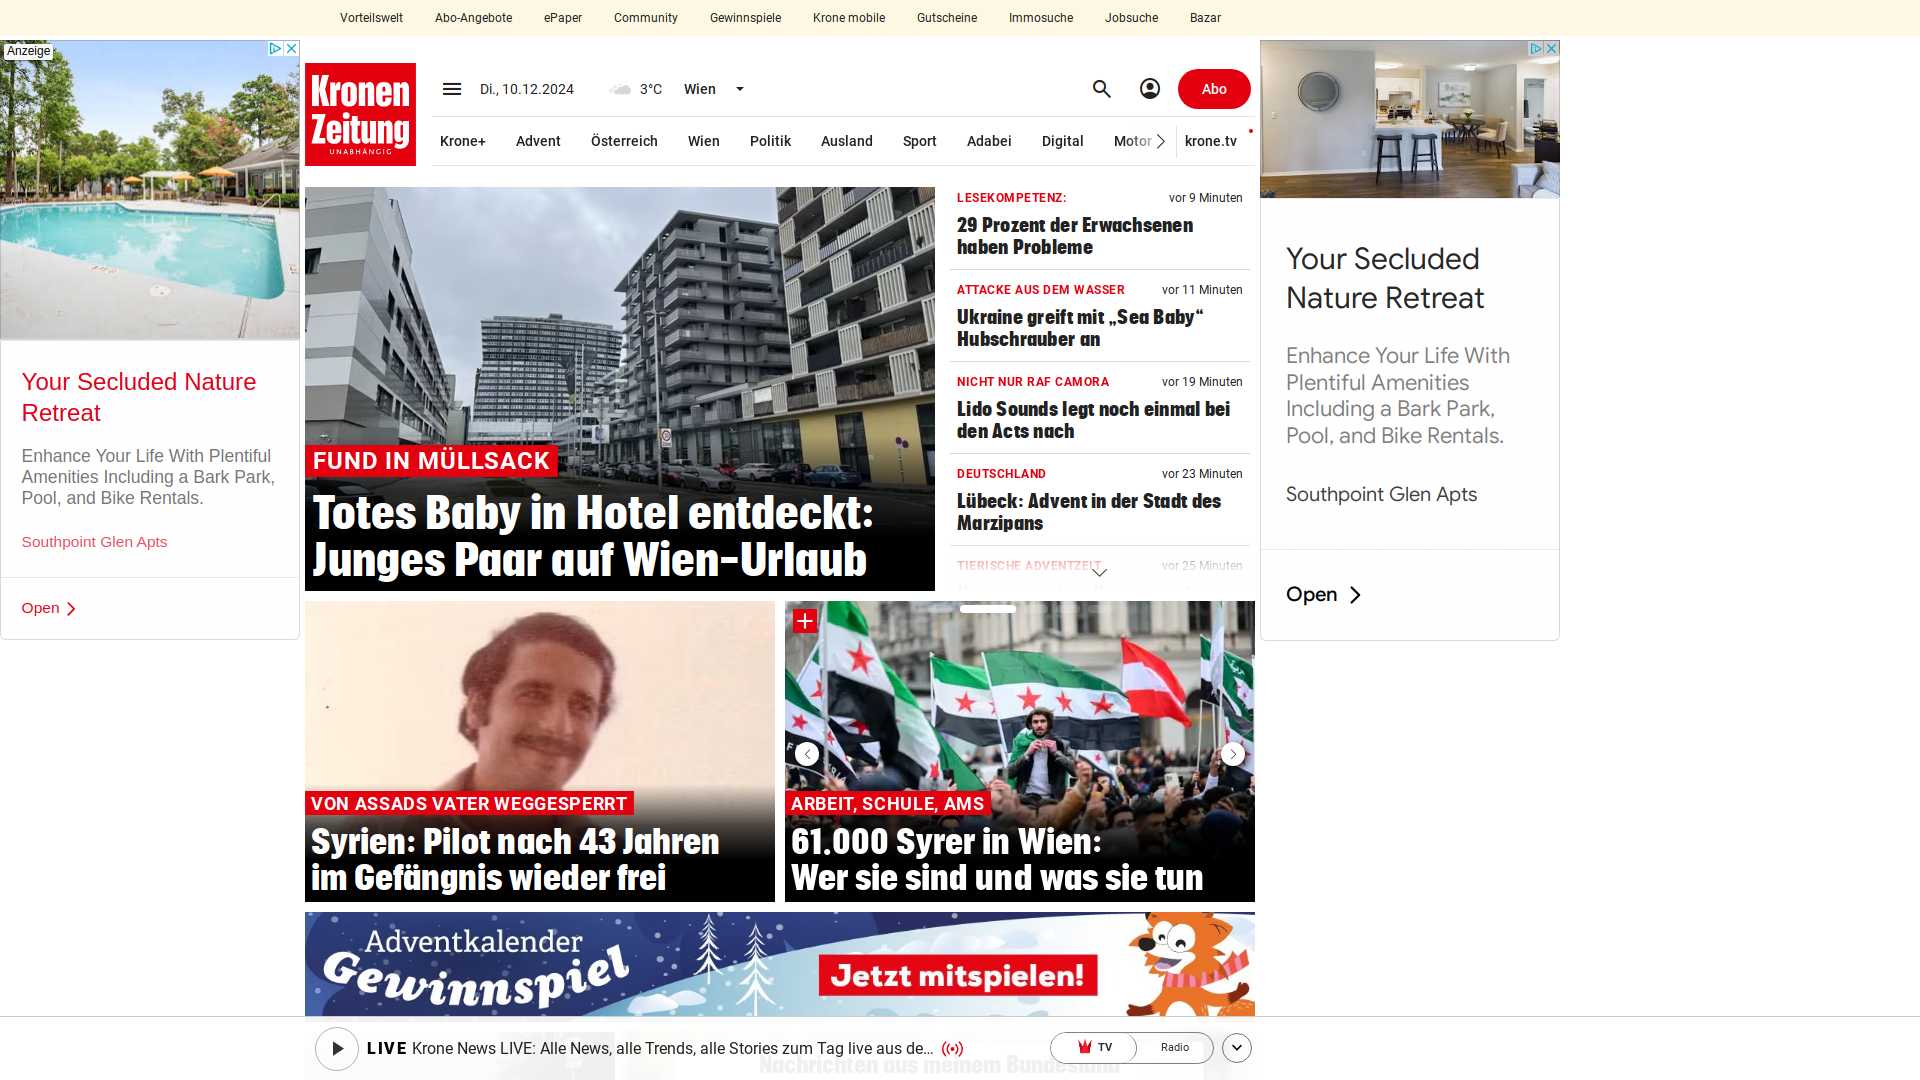 Vorteilswelt
Abo-Angebote
ePaper
Community
Gewinnspiele
Krone mobile
Gutscheine
Immosuche
Jobsuche
Bazar
Anzeige
Your Secluded Nature
Retreat
Enhance Your Life With Plentiful
Amenities Including a Bark Park,
Pool, and Bike Rentals.
Southpoint Glen Apts
Open
Kronen
Zeitung
UNABHÄNGIG
Di., 10.12.2024
3°C
Wien
Abo
Krone+
Advent
Österreich
Wien
Politik
Ausland
Sport
Adabei
Digital
Motor
krone.tv
FUND IN MÜLLSACK
Totes Baby in Hotel entdeckt:
Junges Paar auf Wien-Urlaub
LESEKOMPETENZ:
vor 9 Minuten
29 Prozent der Erwachsenen
haben Probleme
ATTACKE AUS DEM WASSER
vor 11 Minuten
Ukraine greift mit „Sea Baby“
Hubschrauber an
NICHT NUR RAF CAMORA
vor 19 Minuten
Lido Sounds legt noch einmal bei
den Acts nach
DEUTSCHLAND
vor 23 Minuten
Lübeck: Advent in der Stadt des
Marzipans
TIERISCHE ADVENTZEIT
vor 25 Minuten
VON ASSADS VATER WEGGESPERRT
Syrien: Pilot nach 43 Jahren
im Gefängnis wieder frei
ARBEIT, SCHULE, AMS
61.000 Syrer in Wien:
Wer sie sind und was sie tun
Adventkalender
Gewinnspiel
Jetzt mitspielen!
LIVE Krone News LIVE: Alle News, alle Trends, alle Stories zum Tag live aus de...
TV
Radio
Nachrichten aus meinem Bundesland
Your Secluded
Nature Retreat
Enhance Your Life With
Plentiful Amenities
Including a Bark Park,
Pool, and Bike Rentals.
Southpoint Glen Apts
Open